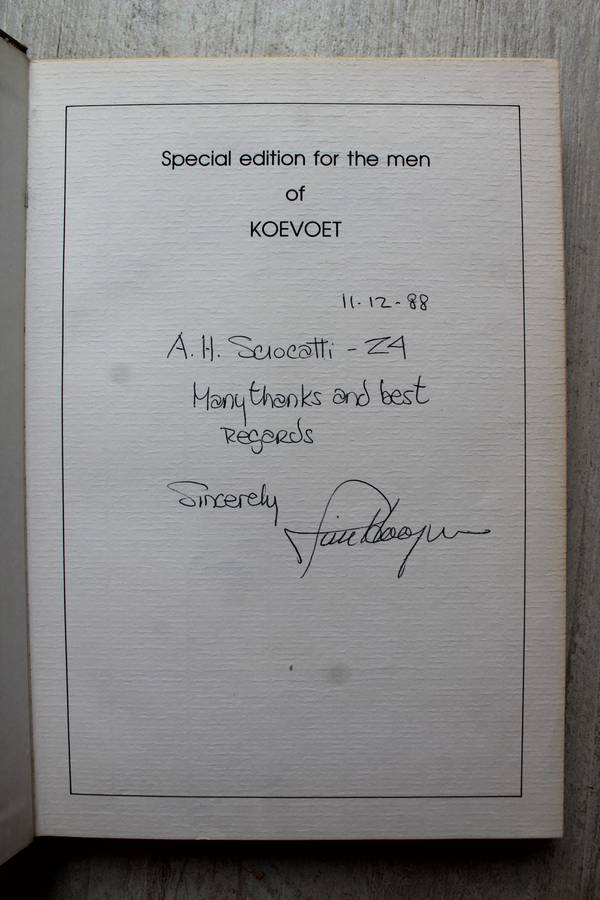 Special edition for the men
of
KOEVOET
11-12-88
A.H. Sciocatti - Z4
Many thanks and best
Regards
Sincerely